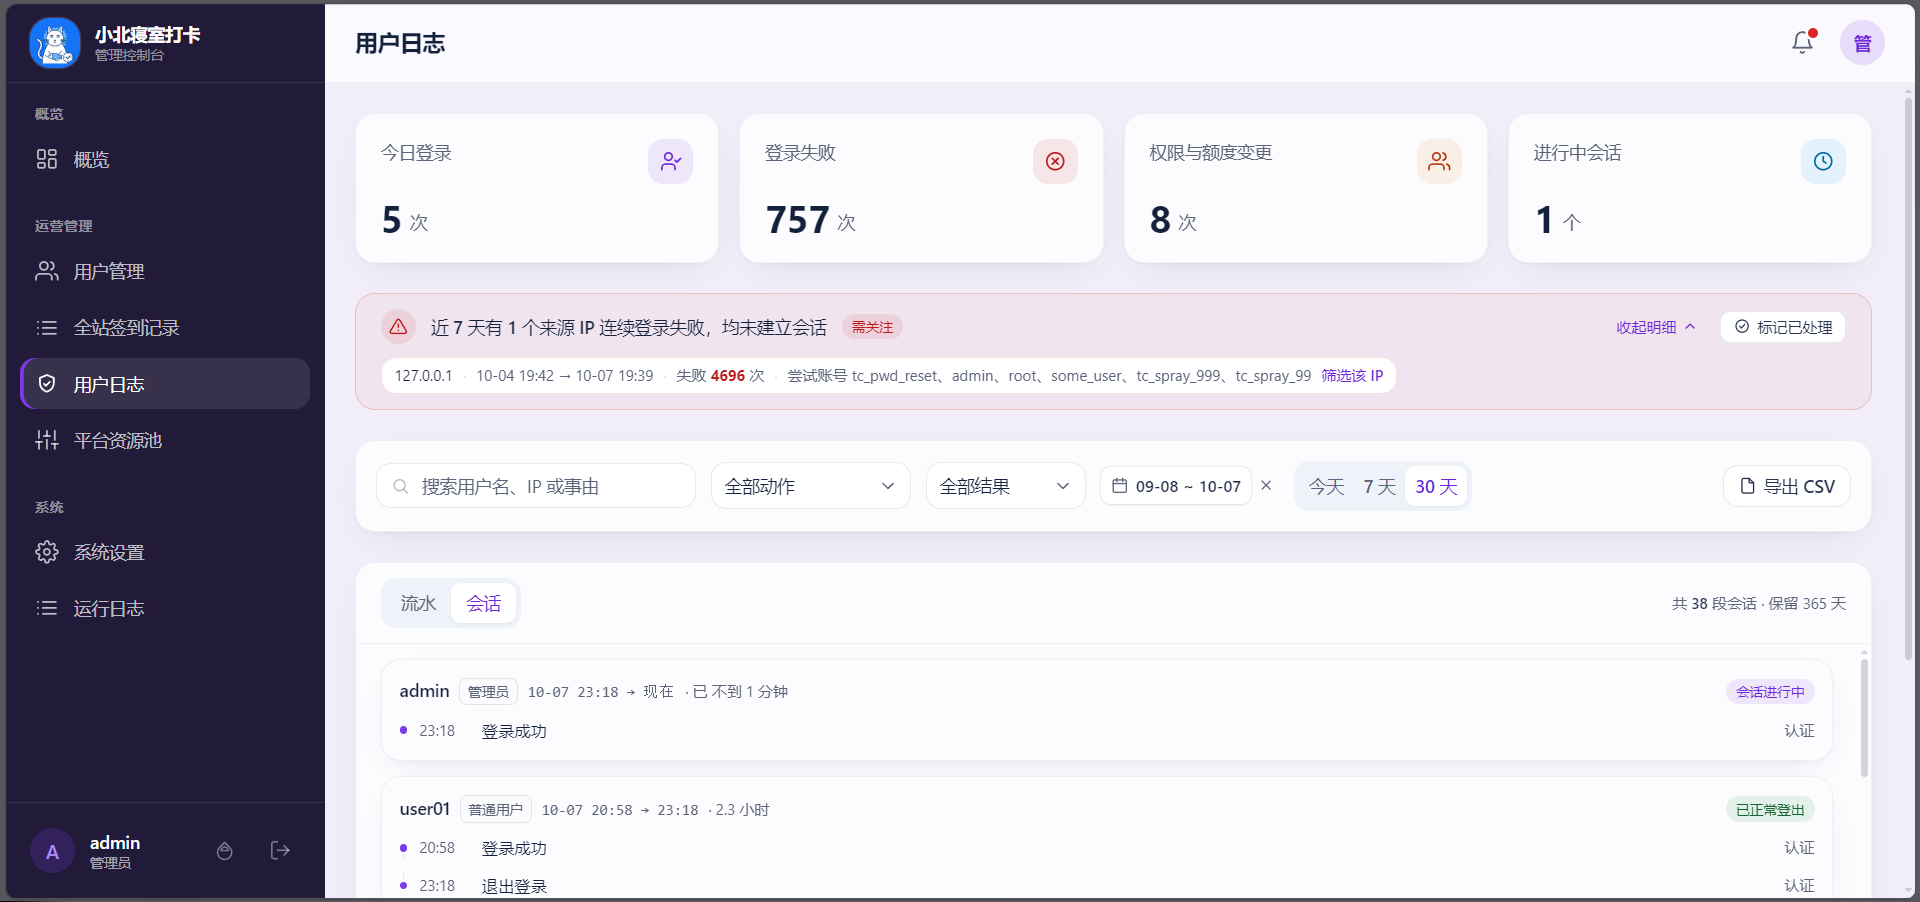 小北寝室打卡
管理控制台
概览
概览
运营管理
用户管理
全站签到记录
用户日志
平台资源池
系统
系统设置
运行日志
A
admin
管理员
用户日志
管
今日登录
5 次
登录失败
757 次
权限与额度变更
8 次
进行中会话
1 个
近 7 天有 1 个来源 IP 连续登录失败，均未建立会话 需关注
收起明细
标记已处理
127.0.0.1 · 10-04 19:42 → 10-07 19:39 · 失败 4696 次 · 尝试账号 tc_pwd_reset、admin、root、some_user、tc_spray_999、tc_spray_99 筛选该 IP
搜索用户名、IP 或事由
全部动作
全部结果
09-08 ~ 10-07 ×
今天 7 天 30 天
导出 CSV
流水 会话
共 38 段会话 · 保留 365 天
admin 管理员 10-07 23:18 → 现在 · 已 不到 1 分钟 会话进行中
23:18 登录成功 认证
user01 普通用户 10-07 20:58 → 23:18 · 2.3 小时 已正常登出
20:58 登录成功 认证
23:18 退出登录 认证